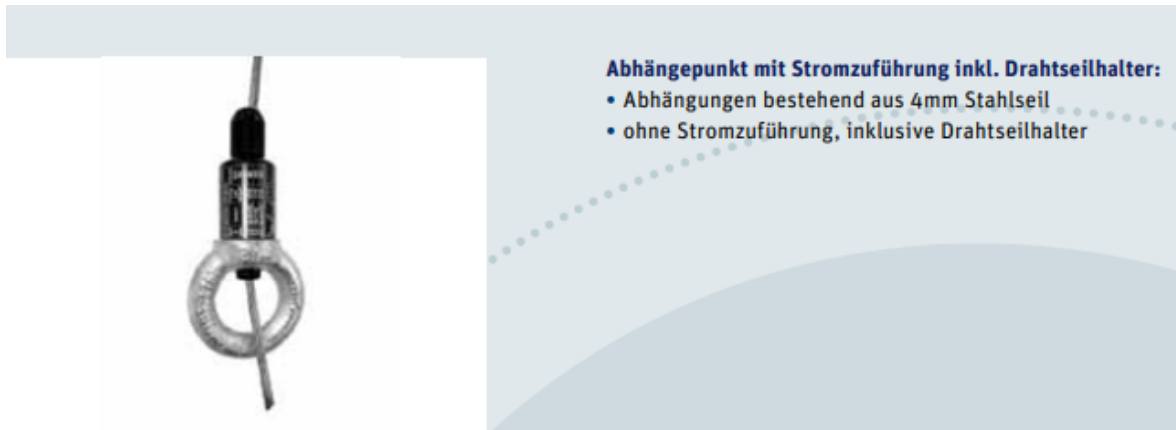 Abhängepunkt mit Stromzuführung inkl. Drahtseilhalter:
• Abhängungen bestehend aus 4mm Stahlseil
• ohne Stromzuführung, inklusive Drahtseilhalter